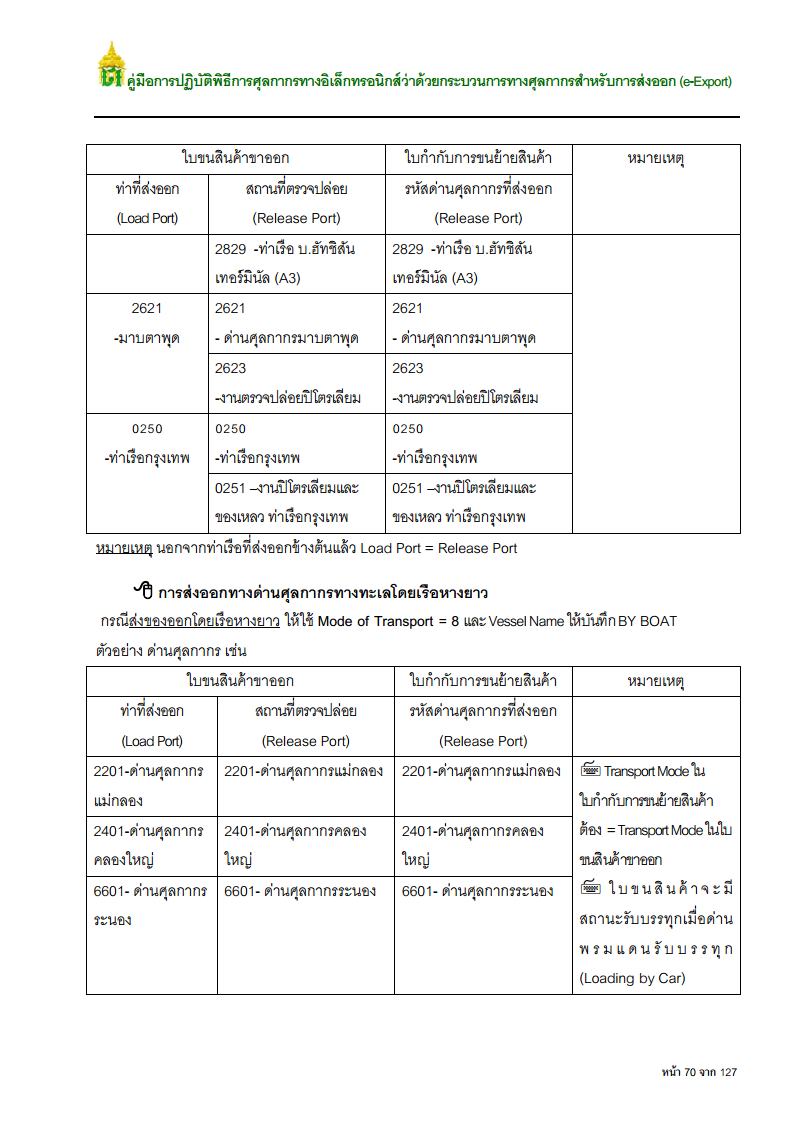 คู่มือการปฏิบัติพิธีการศุลกากรทางอิเล็กทรอนิกส์ว่าด้วยกระบวนการทางศุลกากรสำหรับการส่งออก (e-Export)
ใบขนสินค้าขาออก ใบกำกับการขนย้ายสินค้า หมายเหตุ
ท่าที่ส่งออก สถานที่ตรวจปล่อย รหัสด่านศุลกากรที่ส่งออก
(Load Port) (Release Port) (Release Port)
2829 -ท่าเรือ บ.ฮัทชิสัน 2829 -ท่าเรือ บ.ฮัทชิสัน
เทอร์มินัล (A3) เทอร์มินัล (A3)
2621 2621 2621
-มาบตาพุด - ด่านศุลกากรมาบตาพุด - ด่านศุลกากรมาบตาพุด
2623 2623
-งานตรวจปล่อยปิโตรเลียม -งานตรวจปล่อยปิโตรเลียม
0250 0250 0250
-ท่าเรือกรุงเทพ -ท่าเรือกรุงเทพ -ท่าเรือกรุงเทพ
0251 –งานปิโตรเลียมและ 0251 –งานปิโตรเลียมและ
ของเหลว ท่าเรือกรุงเทพ ของเหลว ท่าเรือกรุงเทพ
หมายเหตุ นอกจากท่าเรือที่ส่งออกข้างต้นแล้ว Load Port = Release Port
การส่งออกทางด่านศุลกากรทางทะเลโดยเรือหางยาว
กรณีส่งของออกโดยเรือหางยาว ให้ใช้ Mode of Transport = 8 และ Vessel Name ให้บันทึก BY BOAT
ตัวอย่าง ด่านศุลกากร เช่น
ใบขนสินค้าขาออก ใบกำกับการขนย้ายสินค้า หมายเหตุ
ท่าที่ส่งออก สถานที่ตรวจปล่อย รหัสด่านศุลกากรที่ส่งออก
(Load Port) (Release Port) (Release Port)
2201-ด่านศุลกากร 2201-ด่านศุลกากรแม่กลอง 2201-ด่านศุลกากรแม่กลอง Transport Mode ใน
แม่กลอง ใบกำกับการขนย้ายสินค้า
2401-ด่านศุลกากร 2401-ด่านศุลกากรคลอง 2401-ด่านศุลกากรคลอง ต้อง = Transport Mode ในใบ
คลองใหญ่ ใหญ่ ใหญ่ ขนสินค้าขาออก
6601- ด่านศุลกากร 6601- ด่านศุลกากรระนอง 6601- ด่านศุลกากรระนอง ใบขนสินค้าจะมี
ระนอง สถานะรับบรรทุกเมื่อด่าน
พรมแดนรับบรรทุก
(Loading by Car)
หน้า 70 จาก 127